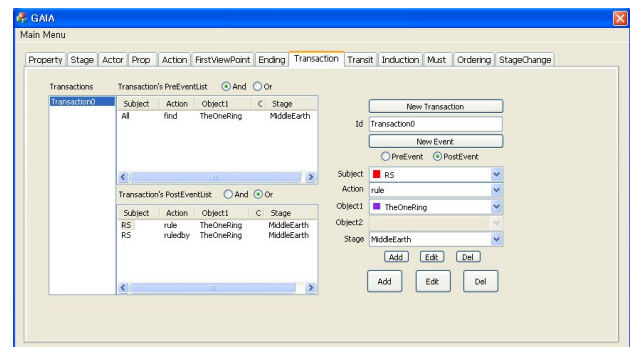 GAIA
Main Menu
Property Stage Actor Prop Action FirstViewPoint Ending Transaction Transit Induction Must Ordering StageChange
Transactions
Transaction0
Transaction's PreEventList And Or
Subject Action Object1 C Stage
All find TheOneRing MiddleEarth
Transaction's PostEventList And Or
Subject Action Object1 C Stage
RS rule TheOneRing MiddleEarth
RS ruledby TheOneRing MiddleEarth
New Transaction
Id Transaction0
New Event
PreEvent PostEvent
Subject RS
Action rule
Object1 TheOneRing
Object2
Stage MiddleEarth
Add Edit Del
Add Edit Del